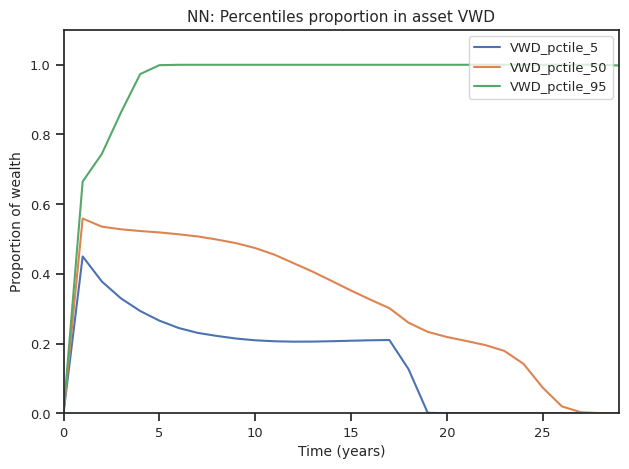 NN: Percentiles proportion in asset VWD
VWD_pctile_5
VWD_pctile_50
VWD_pctile_95
Proportion of wealth
1.0
0.8
0.6
0.4
0.2
0.0
0 5 10 15 20 25
Time (years)